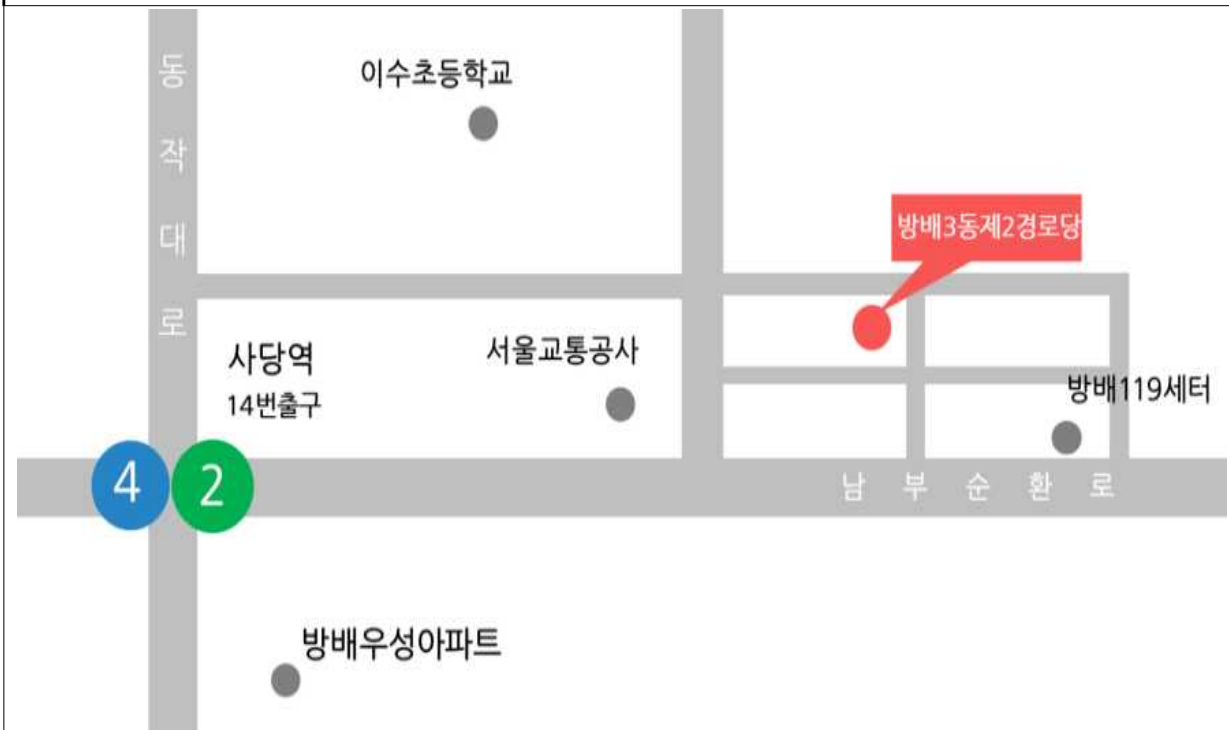 동작대로
이수초등학교
방배3동제2경로당
사당역
14번출구
서울교통공사
방배119세터
4
2
남부순환로
방배우성아파트